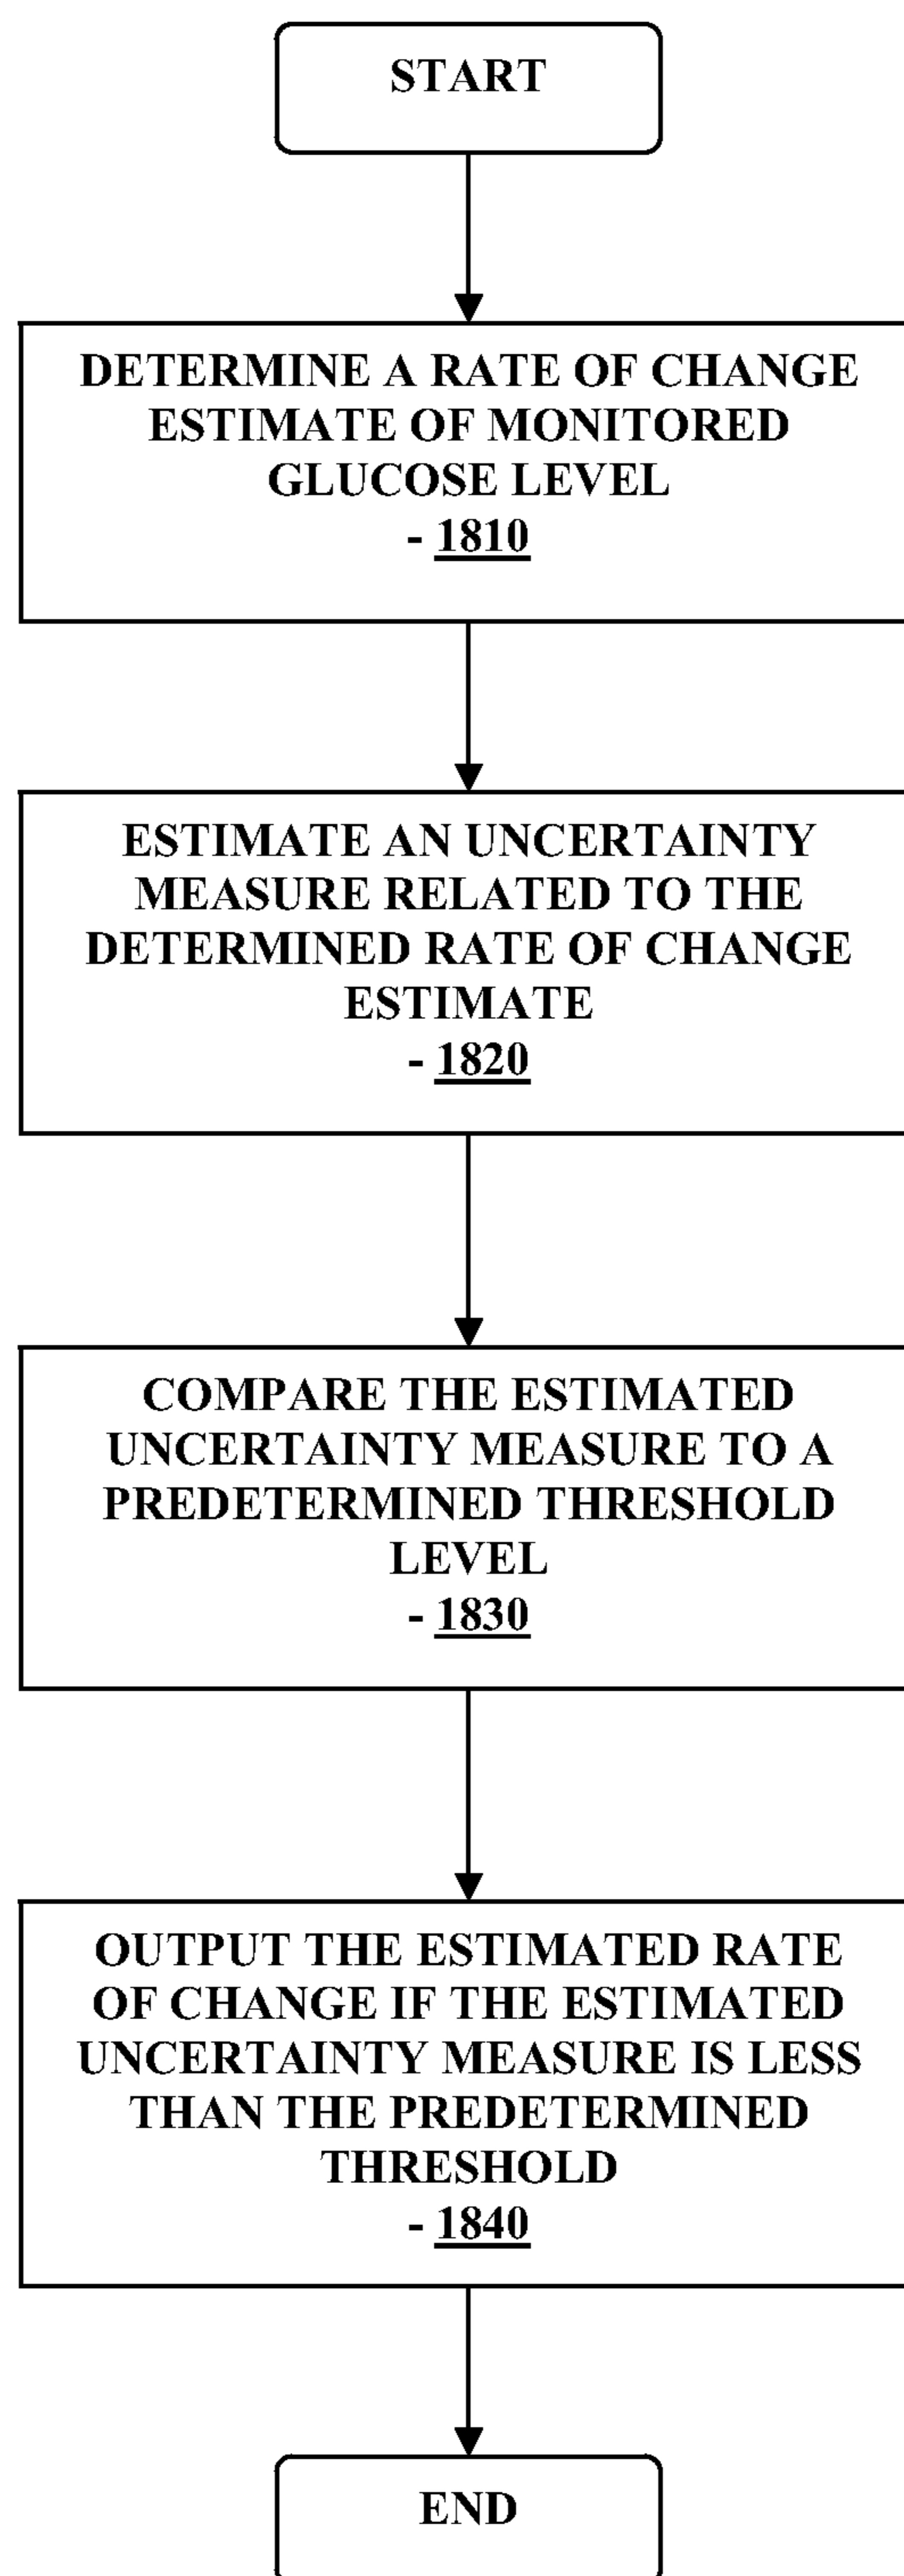 START
DETERMINE A RATE OF CHANGE
ESTIMATE OF MONITORED
GLUCOSE LEVEL
- 1810
ESTIMATE AN UNCERTAINTY
MEASURE RELATED TO THE
DETERMINED RATE OF CHANGE
ESTIMATE
- 1820
COMPARE THE ESTIMATED
UNCERTAINTY MEASURE TO A
PREDETERMINED THRESHOLD
LEVEL
- 1830
OUTPUT THE ESTIMATED RATE
OF CHANGE IF THE ESTIMATED
UNCERTAINTY MEASURE IS LESS
THAN THE PREDETERMINED
THRESHOLD
- 1840
END